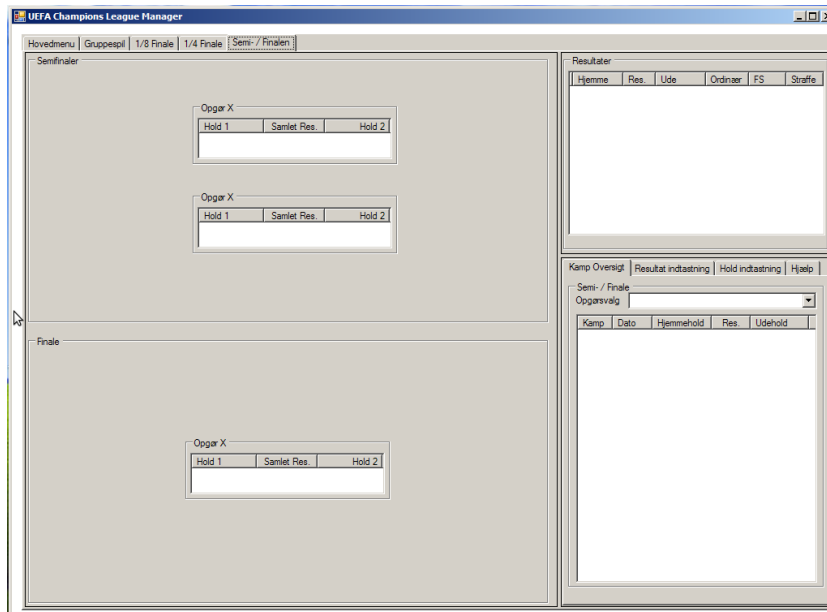 UEFA Champions League Manager
Hovedmenu Gruppespil 1/8 Finale 1/4 Finale Semi- / Finalen
Semifinaler
Opgør X
Hold 1 Samlet Res. Hold 2
Opgør X
Hold 1 Samlet Res. Hold 2
Finale
Opgør X
Hold 1 Samlet Res. Hold 2
Resultater
Hjemme Res. Ude Ordinær FS Straffe
Kamp Oversigt Resultat indtastning Hold indtastning Hjælp
Semi- / Finale
Opgørsvalg
Kamp Dato Hjemmehold Res. Udehold